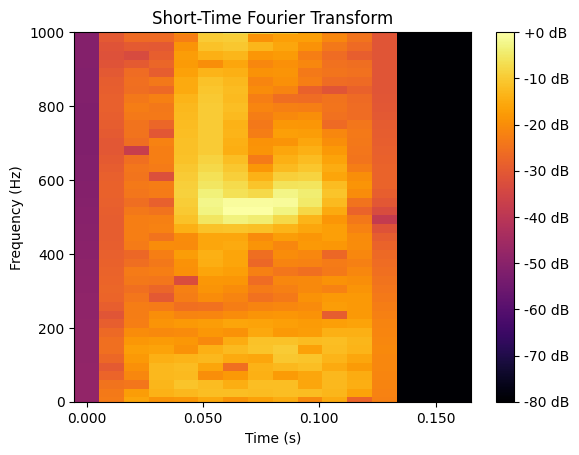 Short-Time Fourier Transform
1000
800
600
400
200
0
Frequency (Hz)
0.000
0.050
0.100
0.150
Time (s)
+0 dB
-10 dB
-20 dB
-30 dB
-40 dB
-50 dB
-60 dB
-70 dB
-80 dB